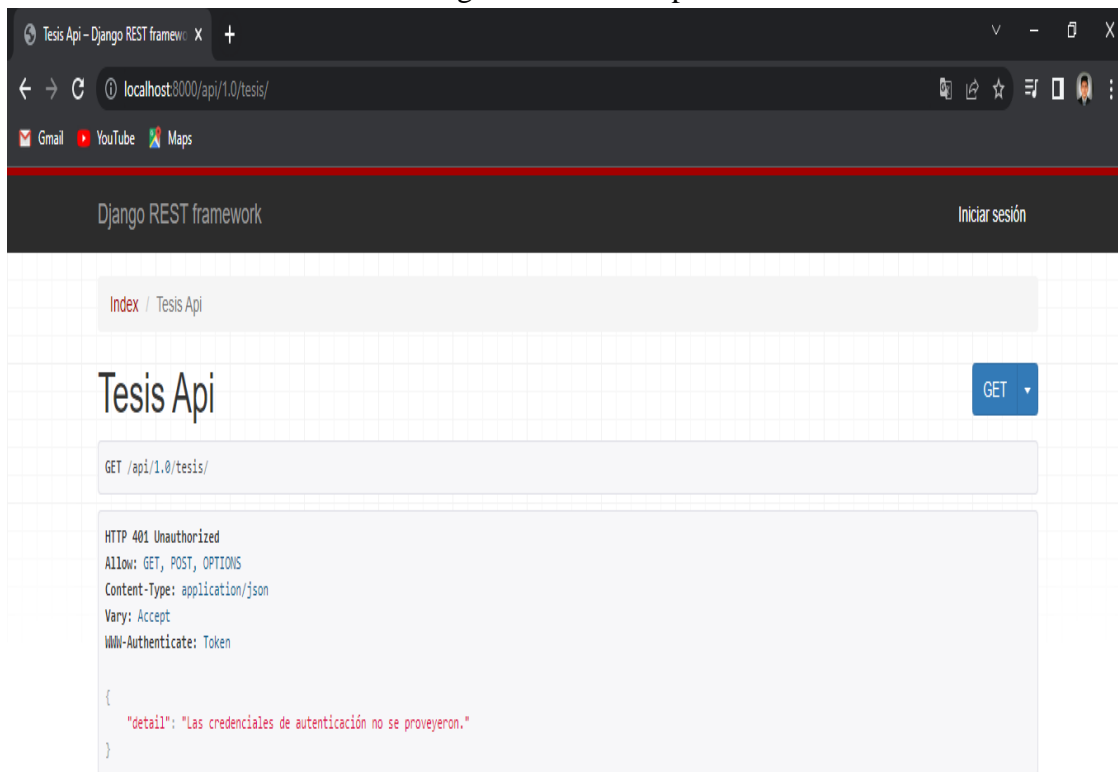 Tesis Api – Django REST framewo
localhost:8000/api/1.0/tesis/
Gmail YouTube Maps
Django REST framework Iniciar sesión
Index / Tesis Api
Tesis Api GET
GET /api/1.0/tesis/
HTTP 401 Unauthorized
Allow: GET, POST, OPTIONS
Content-Type: application/json
Vary: Accept
WWW-Authenticate: Token
{
"detail": "Las credenciales de autenticación no se proveyeron."
}